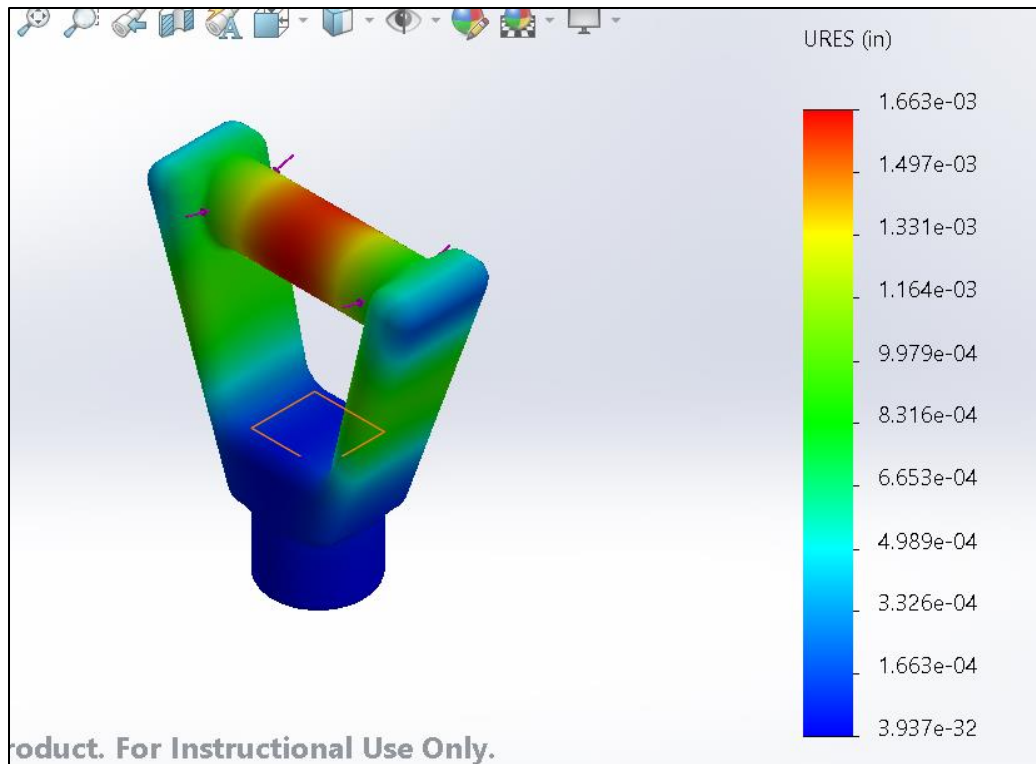 URES (in)
1.663e-03
1.497e-03
1.331e-03
1.164e-03
9.979e-04
8.316e-04
6.653e-04
4.989e-04
3.326e-04
1.663e-04
3.937e-32
roduct. For Instructional Use Only.